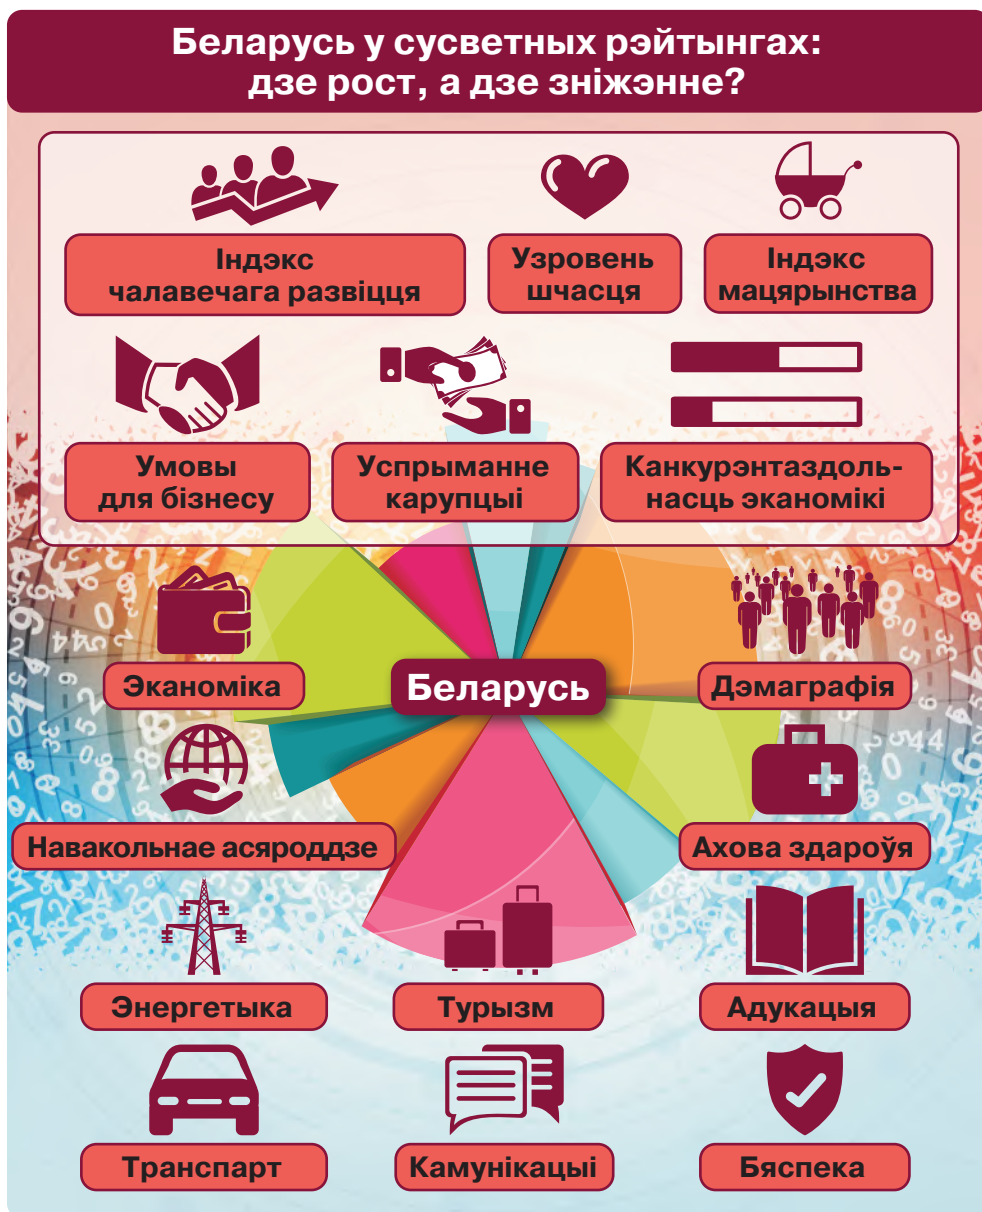 Беларусь у сусветных рэйтынгах:
дзе рост, а дзе зніжэнне?
Індэкс
чалавечага развіцця
Узровень
шчасця
Індэкс
мацярынства
Умовы
для бізнесу
Успрыманне
карупцыі
Канкурэнтаздоль-
насць эканомікі
Эканоміка
Беларусь
Дэмаграфія
Навакольнае асяроддзе
Ахова здароўя
Энергетыка
Турызм
Адукацыя
Транспарт
Камунікацыі
Бяспека